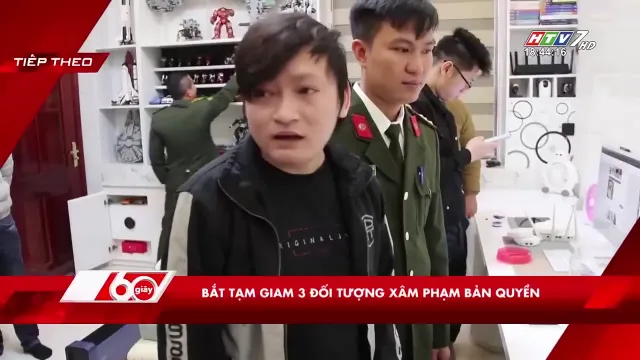 HTV7 HD
18:44:16
TIẾP THEO
ORIGINAL
60 giây
BẮT TẠM GIAM 3 ĐỐI TƯỢNG XÂM PHẠM BẢN QUYỀN